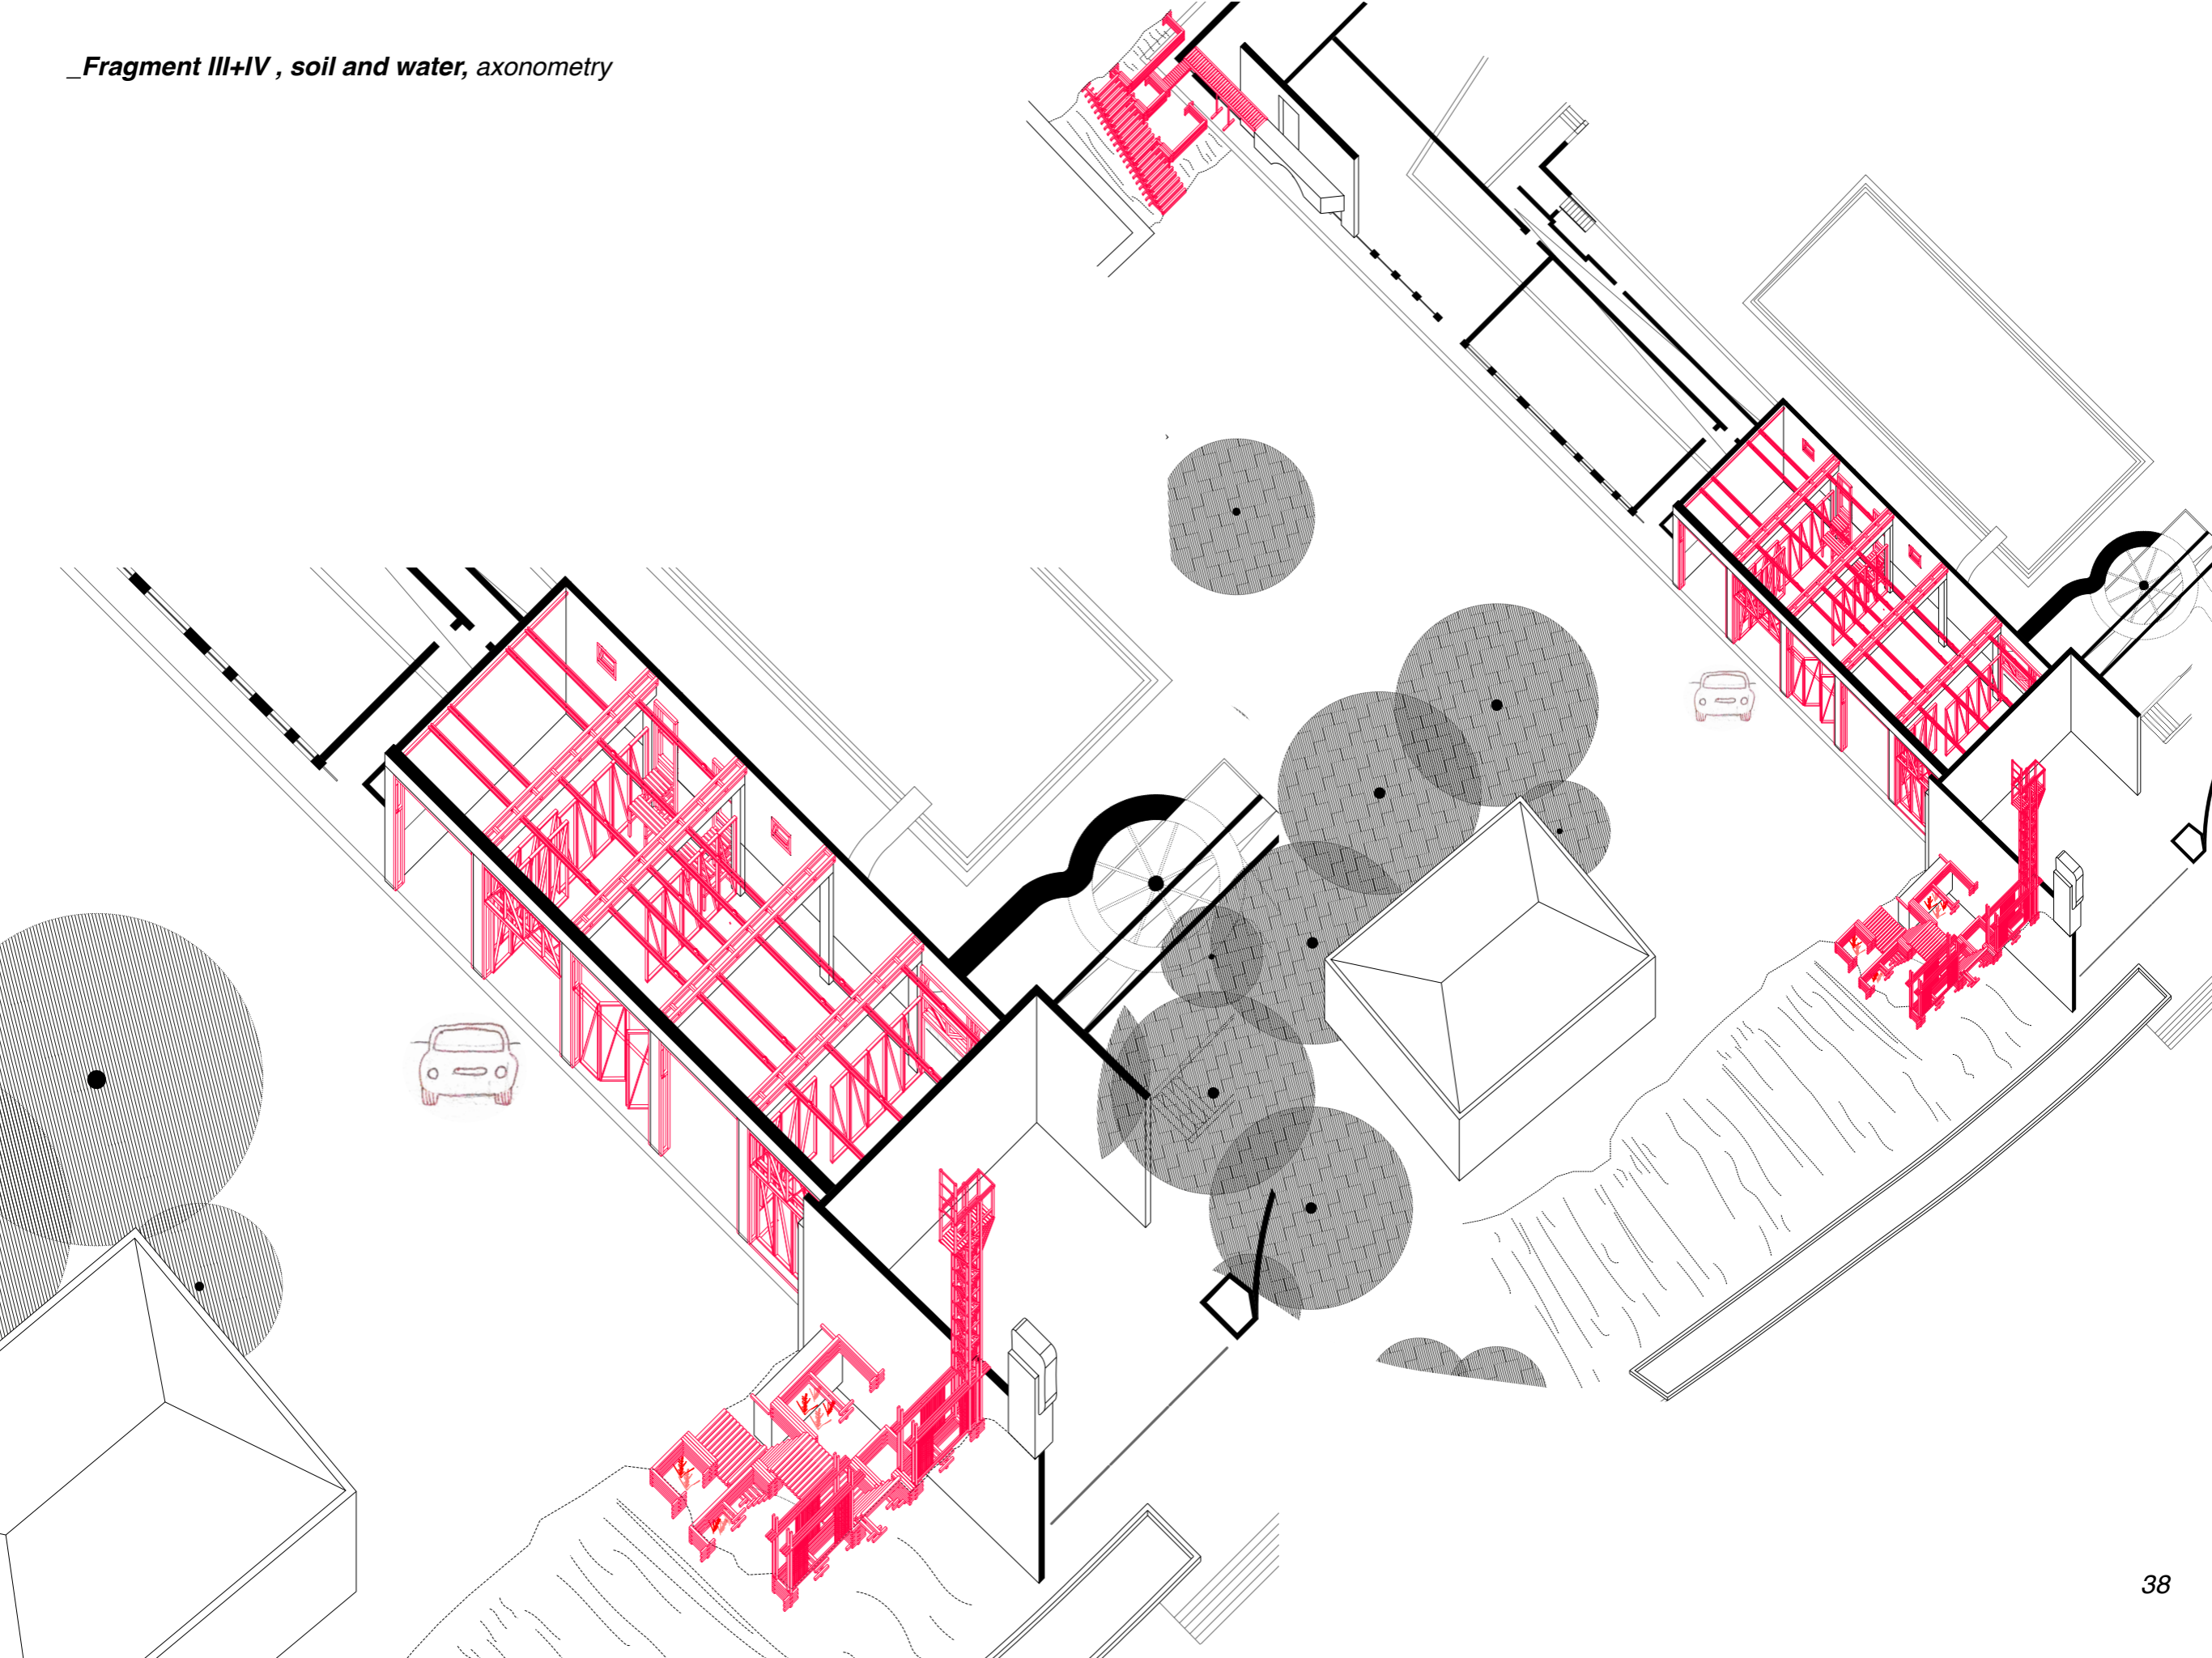 _Fragment III+IV , soil and water, axonometry
38